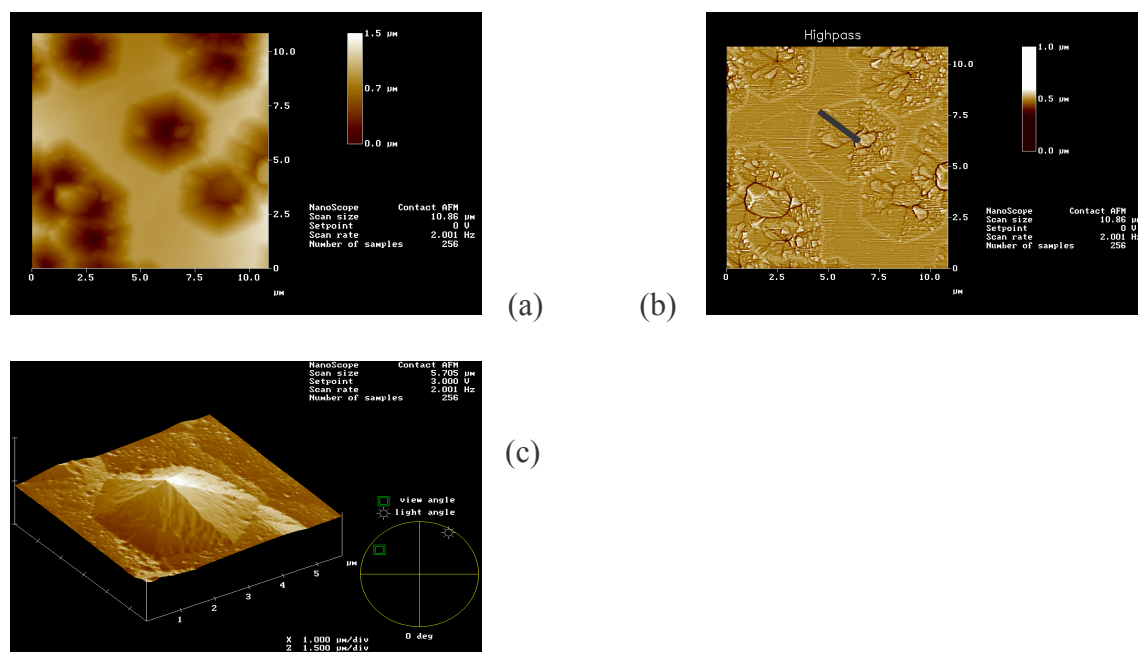 1.5 µm
10.0
0.7 µm
7.5
0.0 µm
5.0
NanoScope Contact AFM
Scan size 10.86 µm
2.5
Setpoint 0 V
Scan rate 2.001 Hz
Number of samples 256
0
0 2.5 5.0 7.5 10.0
µm
(a)
Highpass
1.0 µm
10.0
7.5
0.5 µm
5.0
0.0 µm
NanoScope Contact AFM
Scan size 10.86 µm
2.5
Setpoint 0 V
Scan rate 2.001 Hz
Number of samples 256
0
0 2.5 5.0 7.5 10.0
µm
(b)
NanoScope Contact AFM
Scan size 5.705 µm
Setpoint 3.000 V
Scan rate 2.001 Hz
Number of samples 256
view angle
light angle
µm
5
4
3
2
1
0 deg
X 1.000 µm/div
Z 1.500 µm/div
(c)